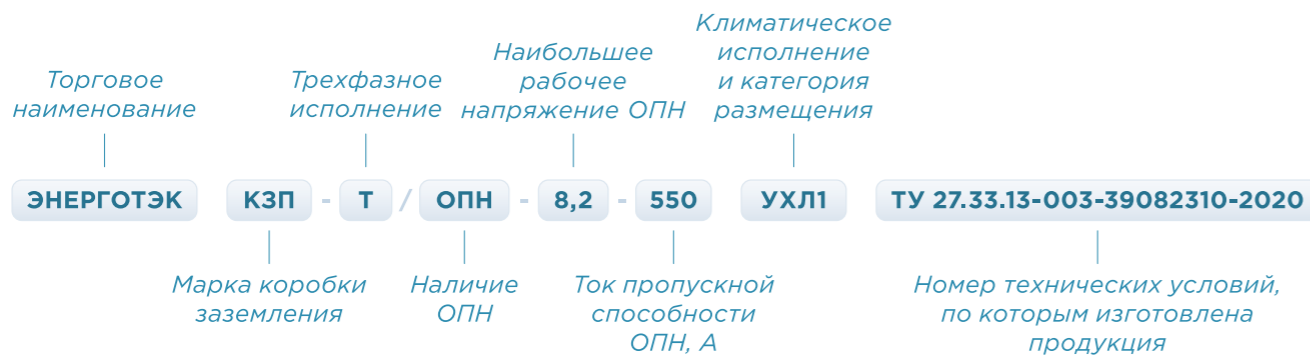 Торговое
наименование
Трехфазное
исполнение
Наибольшее
рабочее
напряжение ОПН
Климатическое
исполнение
и категория
размещения
ЭНЕРГОТЭК КЗП - Т / ОПН - 8,2 - 550 УХЛ1 ТУ 27.33.13-003-39082310-2020
Марка коробки
заземления
Наличие
ОПН
Ток пропускной
способности
ОПН, А
Номер технических условий,
по которым изготовлена
продукция